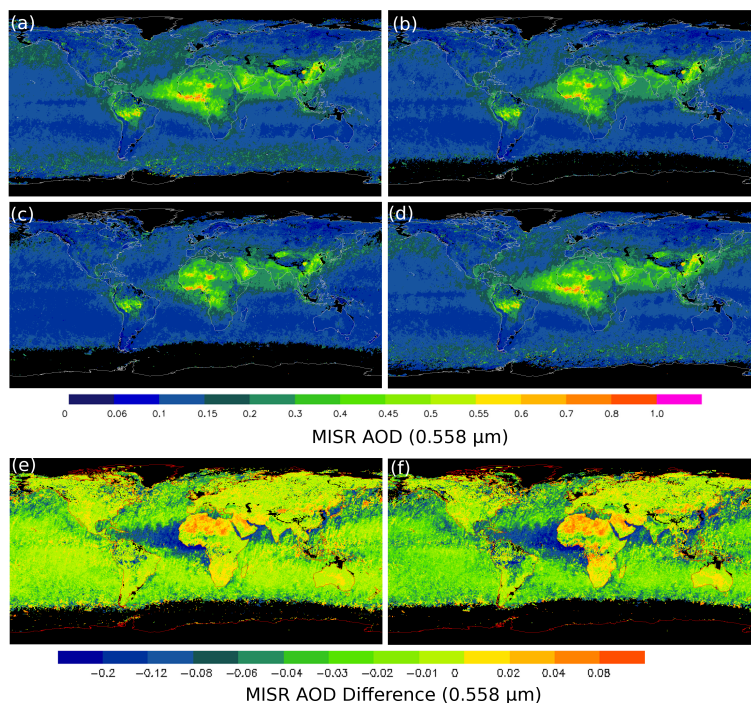 (a) (b)
(c) (d)
0 0.06 0.1 0.15 0.2 0.3 0.4 0.45 0.5 0.55 0.6 0.7 0.8 1.0
MISR AOD (0.558 μm)
(e) (f)
−0.2 −0.12 −0.08 −0.06 −0.04 −0.03 −0.02 −0.01 0 0.02 0.04 0.08
MISR AOD Difference (0.558 μm)